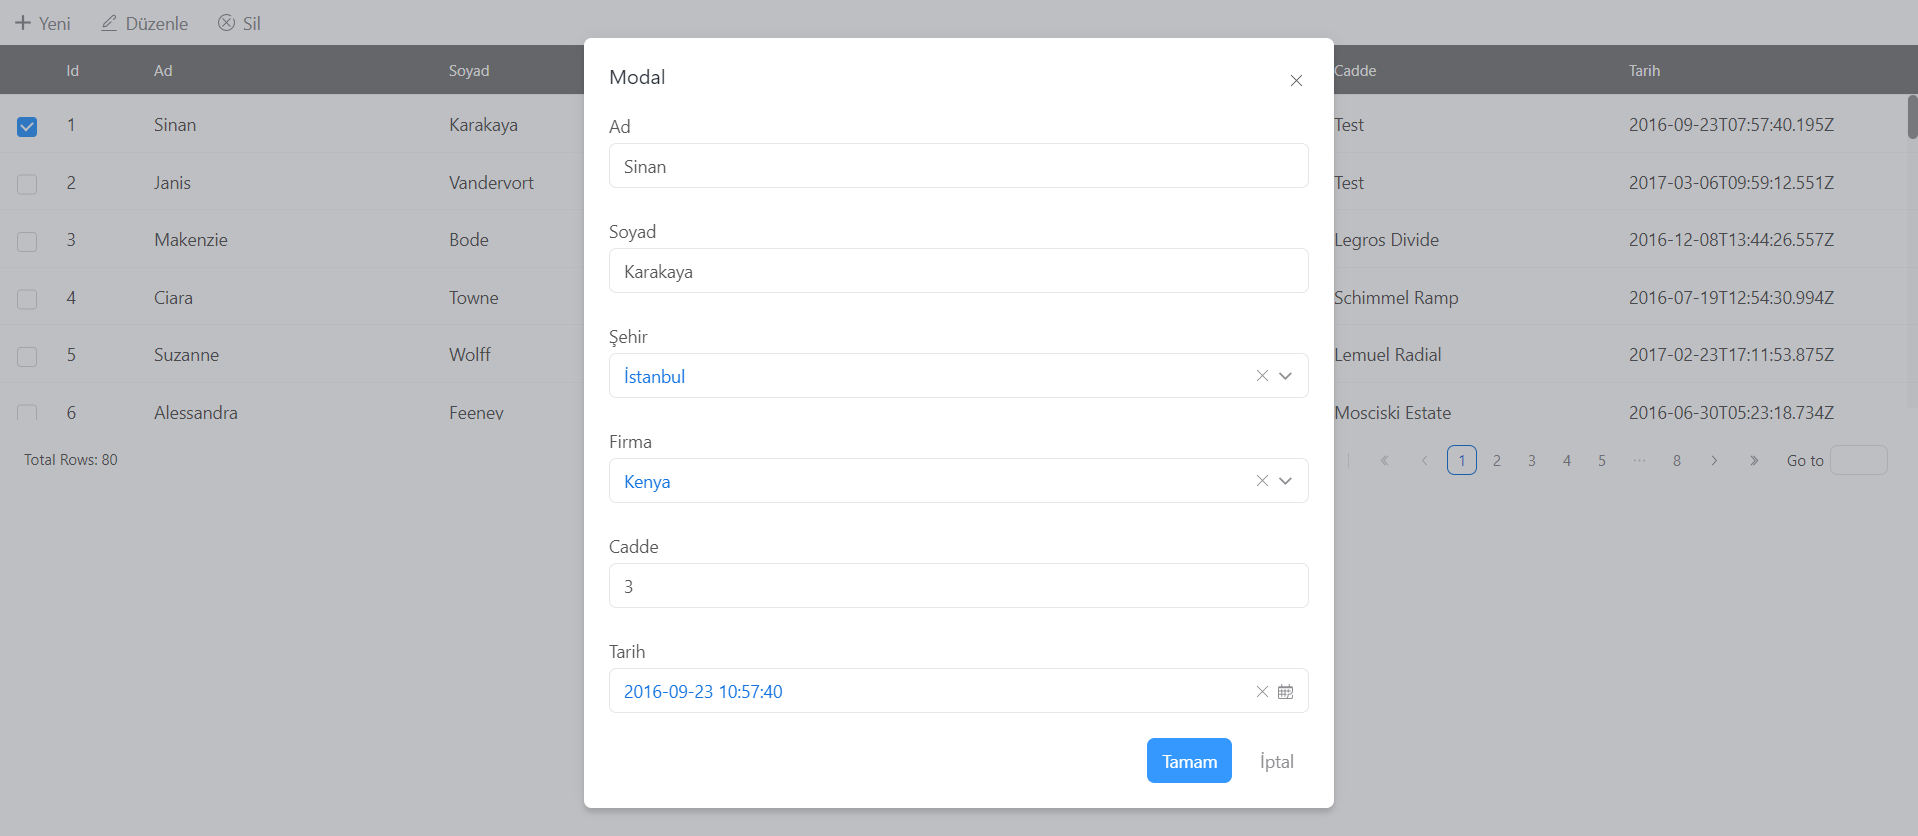 Yeni Düzenle Sil
Id Ad Soyad Cadde Tarih
1 Sinan Karakaya Test 2016-09-23T07:57:40.195Z
2 Janis Vandervort Test 2017-03-06T09:59:12.551Z
3 Makenzie Bode Legros Divide 2016-12-08T13:44:26.557Z
4 Ciara Towne Schimmel Ramp 2016-07-19T12:54:30.994Z
5 Suzanne Wolff Lemuel Radial 2017-02-23T17:11:53.875Z
6 Alessandra Feeney Mosciski Estate 2016-06-30T05:23:18.734Z
Total Rows: 80
1 2 3 4 5 ··· 8 Go to
Modal
Ad
Sinan
Soyad
Karakaya
Şehir
İstanbul
Firma
Kenya
Cadde
3
Tarih
2016-09-23 10:57:40
Tamam İptal